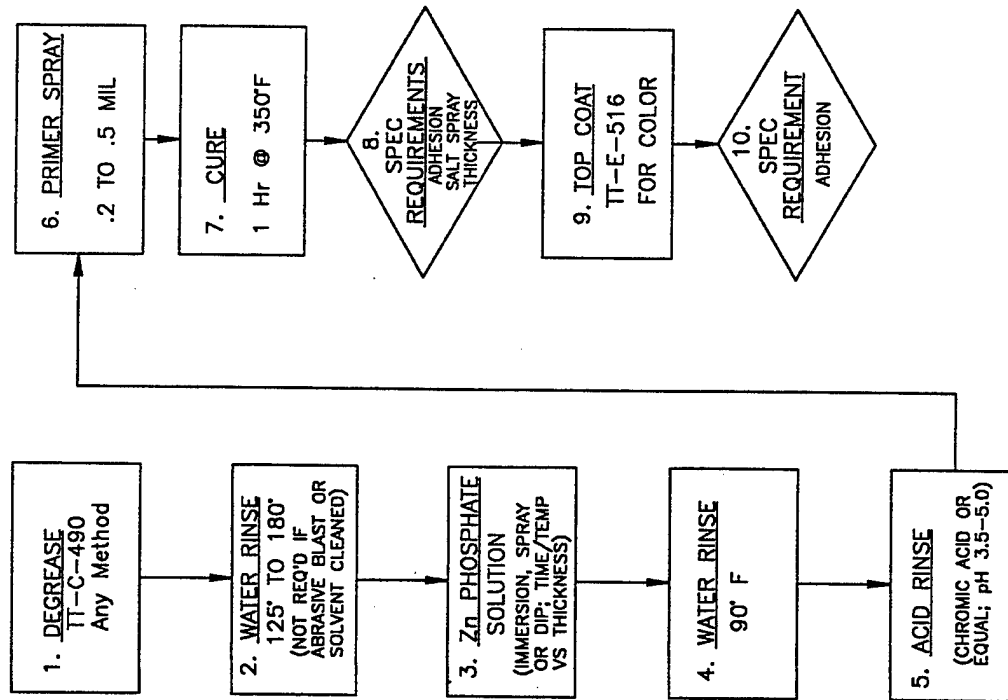 1. DEGREASE
TT-C-490
Any Method
2. WATER RINSE
125° TO 180°
(NOT REQ'D IF
ABRASIVE BLAST OR
SOLVENT CLEANED)
3. Zn PHOSPHATE
SOLUTION
(IMMERSION, SPRAY
OR DIP; TIME/TEMP
VS THICKNESS)
4. WATER RINSE
90° F
5. ACID RINSE
(CHROMIC ACID OR
EQUAL; pH 3.5-5.0)
6. PRIMER SPRAY
.2 TO .5 MIL
7. CURE
1 Hr @ 350°F
8.
SPEC
REQUIREMENTS
ADHESION
SALT SPRAY
THICKNESS
9. TOP COAT
TT-E-516
FOR COLOR
10.
SPEC
REQUIREMENT
ADHESION